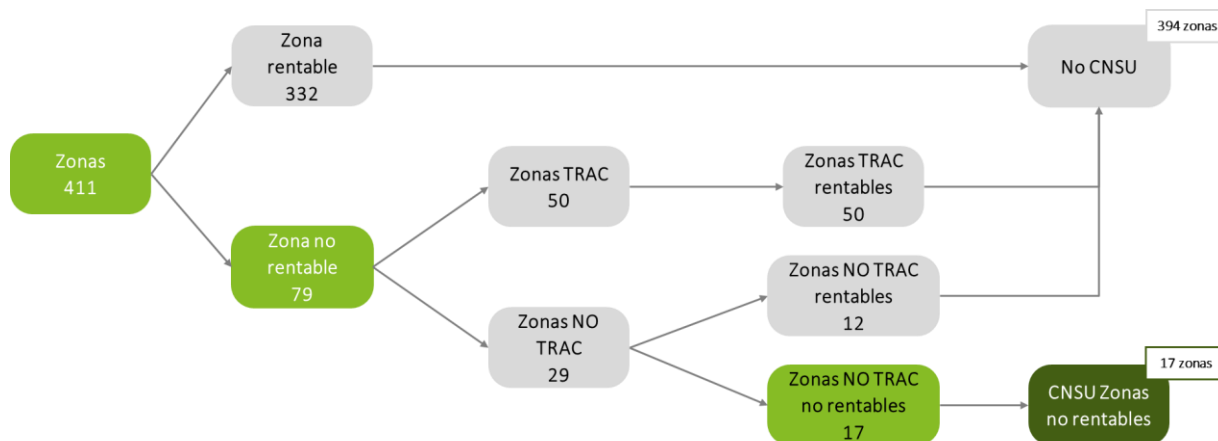 394 zonas
Zona
rentable
332
No CNSU
Zonas
411
Zonas TRAC
50
Zonas TRAC
rentables
50
Zona no
rentable
79
Zonas NO TRAC
rentables
12
Zonas NO
TRAC
29
17 zonas
Zonas NO TRAC
no rentables
17
CNSU Zonas
no rentables